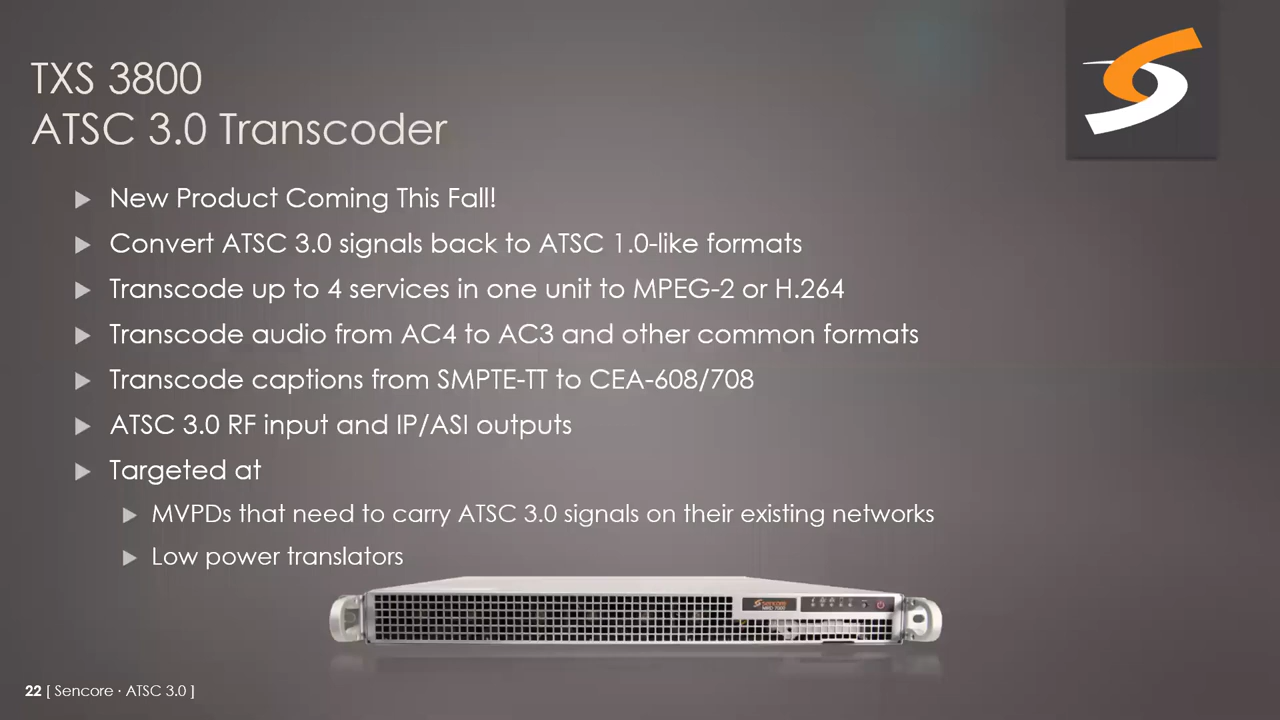 TXS 3800
ATSC 3.0 Transcoder
New Product Coming This Fall!
Convert ATSC 3.0 signals back to ATSC 1.0-like formats
Transcode up to 4 services in one unit to MPEG-2 or H.264
Transcode audio from AC4 to AC3 and other common formats
Transcode captions from SMPTE-TT to CEA-608/708
ATSC 3.0 RF input and IP/ASI outputs
Targeted at
MVPDs that need to carry ATSC 3.0 signals on their existing networks
Low power translators
sencore
22 [ Sencore · ATSC 3.0 ]